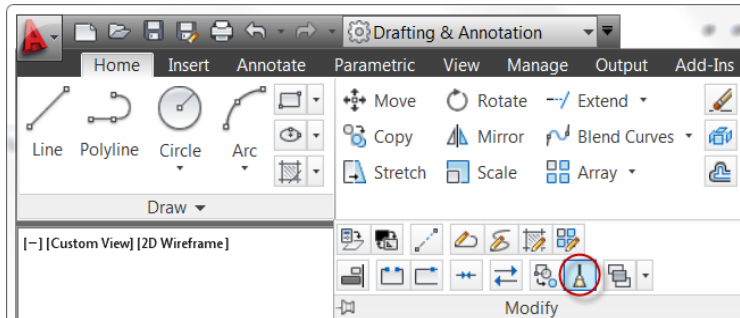 Drafting & Annotation
Home Insert Annotate Parametric View Manage Output Add-Ins
Line Polyline Circle Arc
Move Rotate Extend
Copy Mirror Blend Curves
Stretch Scale Array
Draw
[−] [Custom View] [2D Wireframe]
Modify